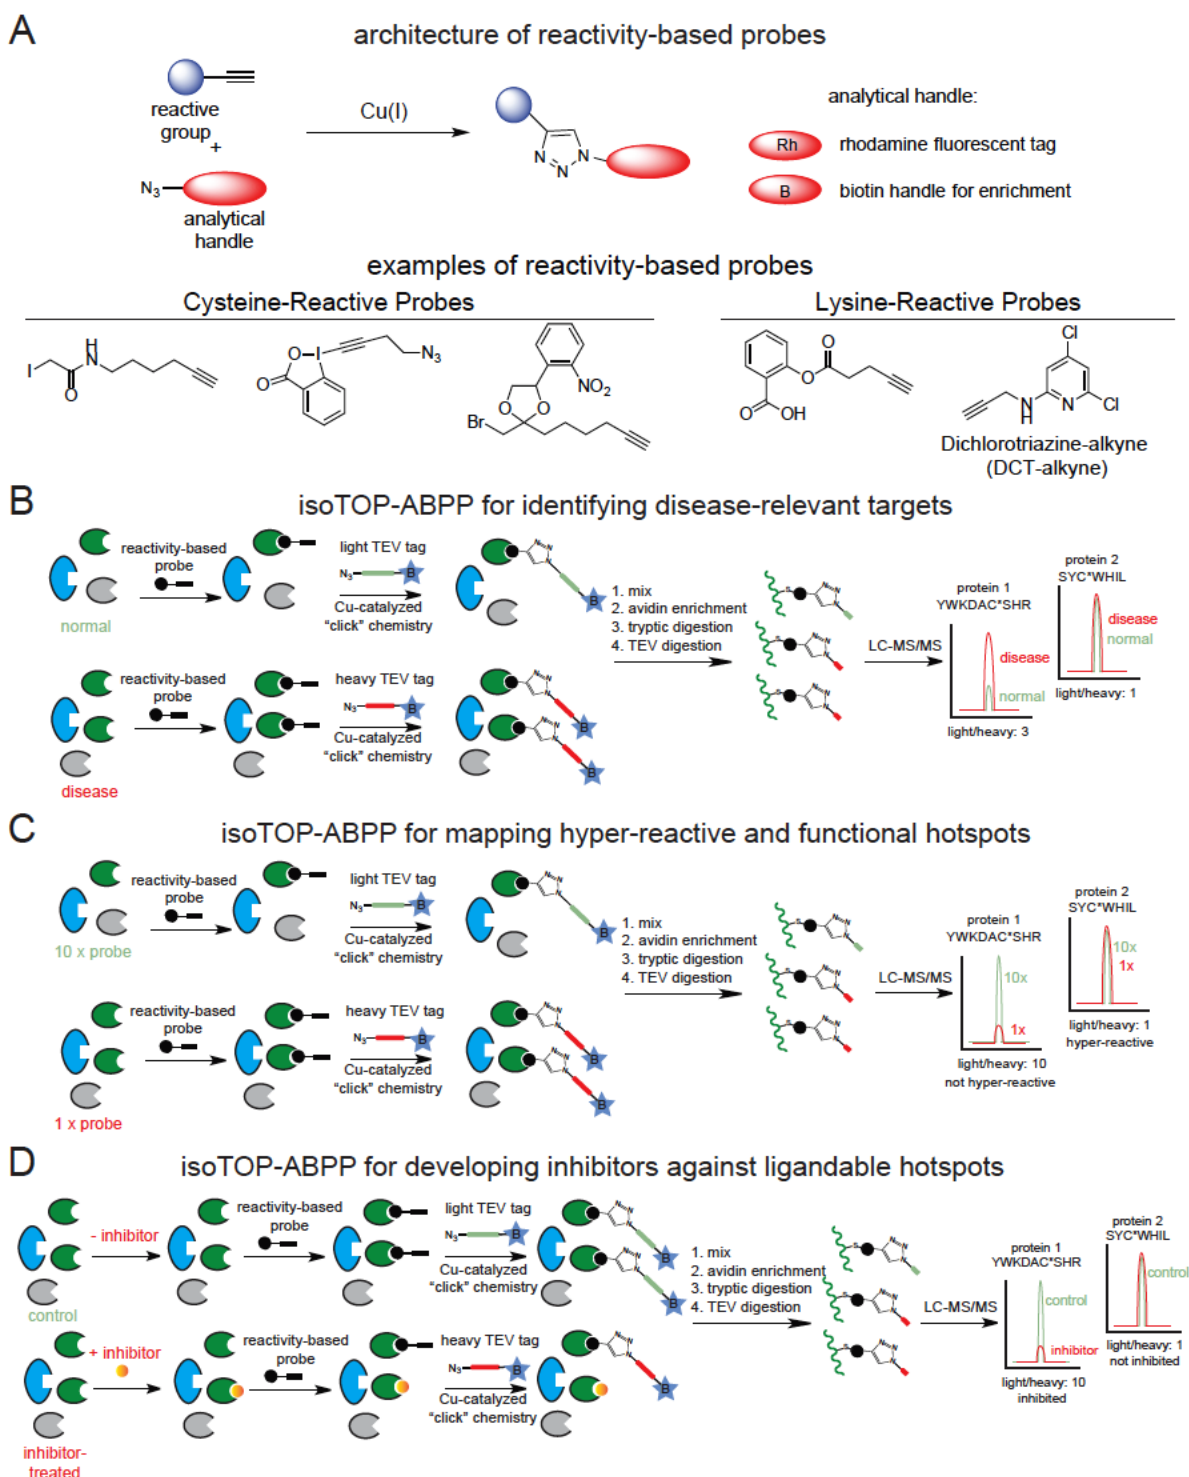 A
architecture of reactivity-based probes
reactive
group
+
N₃
analytical
handle
Cu(I)
N
N
N
analytical handle:
Rh
rhodamine fluorescent tag
B
biotin handle for enrichment
examples of reactivity-based probes
Cysteine-Reactive Probes
Lysine-Reactive Probes
I
O
H
N
O
I
O
N₃
NO₂
O
O
Br
O
O
O
OH
Cl
Cl
N
N
H
Dichlorotriazine-alkyne
(DCT-alkyne)
B
isoTOP-ABPP for identifying disease-relevant targets
reactivity-based
probe
normal
light TEV tag
N₃
B
Cu-catalyzed
"click" chemistry
N
N
N
B
reactivity-based
probe
disease
heavy TEV tag
N₃
B
Cu-catalyzed
"click" chemistry
N
N
N
B
N
N
N
B
1. mix
2. avidin enrichment
3. tryptic digestion
4. TEV digestion
S
N
N
N
S
N
N
N
S
N
N
N
LC-MS/MS
protein 1
YWKDAC*SHR
disease
normal
light/heavy: 3
protein 2
SYC*WHIL
disease
normal
light/heavy: 1
C
isoTOP-ABPP for mapping hyper-reactive and functional hotspots
reactivity-based
probe
10 x probe
light TEV tag
N₃
B
Cu-catalyzed
"click" chemistry
N
N
N
B
reactivity-based
probe
1 x probe
heavy TEV tag
N₃
B
Cu-catalyzed
"click" chemistry
N
N
N
B
N
N
N
B
1. mix
2. avidin enrichment
3. tryptic digestion
4. TEV digestion
S
N
N
N
S
N
N
N
S
N
N
N
LC-MS/MS
protein 1
YWKDAC*SHR
10x
1x
light/heavy: 10
not hyper-reactive
protein 2
SYC*WHIL
10x
1x
light/heavy: 1
hyper-reactive
D
isoTOP-ABPP for developing inhibitors against ligandable hotspots
- inhibitor
control
reactivity-based
probe
light TEV tag
N₃
B
Cu-catalyzed
"click" chemistry
N
N
N
B
N
N
N
B
+ inhibitor
inhibitor-
treated
reactivity-based
probe
heavy TEV tag
N₃
B
Cu-catalyzed
"click" chemistry
N
N
N
B
1. mix
2. avidin enrichment
3. tryptic digestion
4. TEV digestion
S
N
N
N
S
N
N
N
S
N
N
N
LC-MS/MS
protein 1
YWKDAC*SHR
control
inhibitor
light/heavy: 10
inhibited
protein 2
SYC*WHIL
control
light/heavy: 1
not inhibited